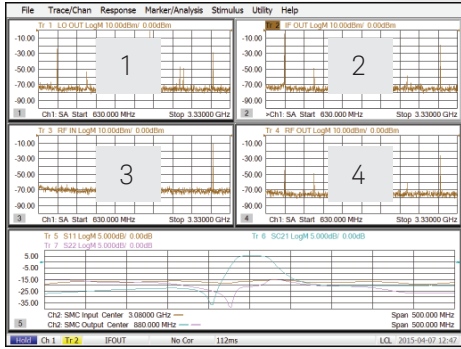 File Trace/Chan Response Marker/Analysis Stimulus Utility Help
Tr 1 LO OUT LogM 10.00dBm/ 0.00dBm
-10.00
-30.00
-50.00
-70.00
-90.00
1
1 Ch1: SA Start 630.000 MHz Stop 3.33000 GHz
Tr 2 IF OUT LogM 10.00dBm/ 0.00dBm
-10.00
-30.00
-50.00
-70.00
-90.00
2
2 >Ch1: SA Start 630.000 MHz Stop 3.33000 GHz
Tr 3 RF IN LogM 10.00dBm/ 0.00dBm
-10.00
-30.00
-50.00
-70.00
-90.00
3
3 Ch1: SA Start 630.000 MHz Stop 3.33000 GHz
Tr 4 RF OUT LogM 10.00dBm/ 0.00dBm
-10.00
-30.00
-50.00
-70.00
-90.00
4
4 Ch1: SA Start 630.000 MHz Stop 3.33000 GHz
Tr 5 S11 LogM 5.000dB/ 0.00dB Tr 6 SC21 LogM 5.000dB/ 0.00dB
Tr 7 S22 LogM 5.000dB/ 0.00dB
5.00
-5.00
-15.00
-25.00
-35.00
Ch2: SMC Input Center 3.08000 GHz Span 500.000 MHz
5 Ch2: SMC Output Center 880.000 MHz Span 500.000 MHz
Hold Ch 1 Tr 2 IFOUT No Cor 112ms LCL 2015-04-07 12:47